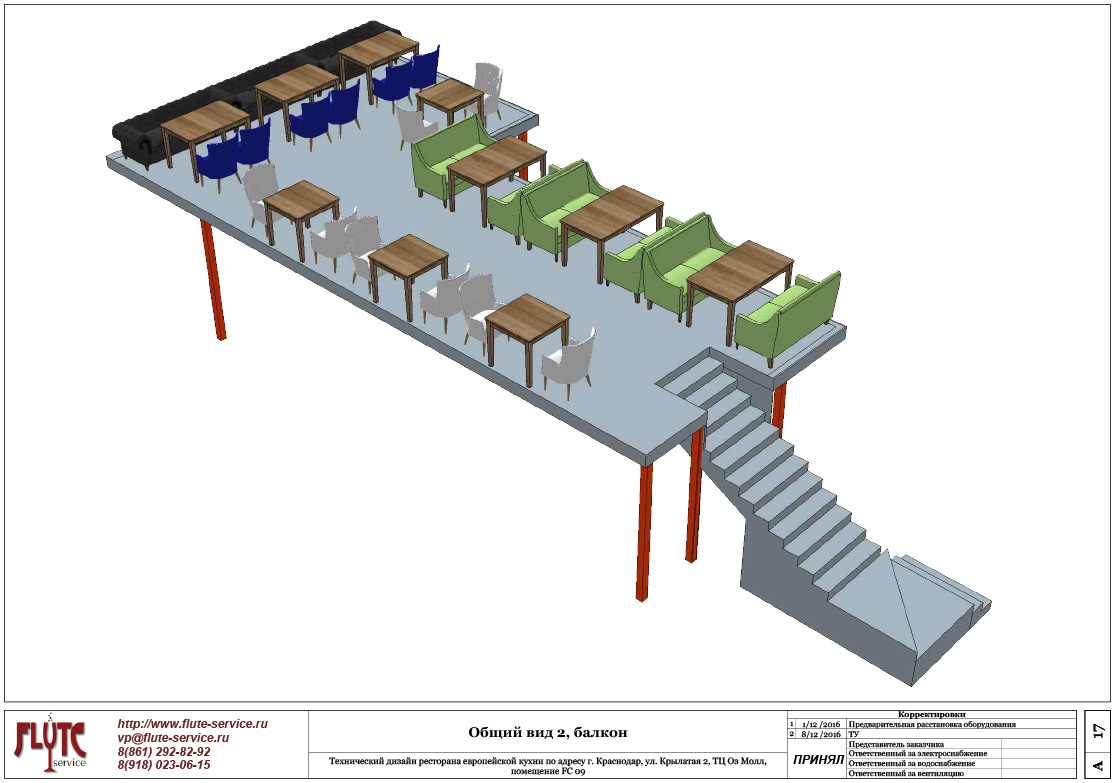 FLUTE
service
http://www.flute-service.ru
vp@flute-service.ru
8(861) 292-82-92
8(918) 023-06-15
Общий вид 2, балкон
Технический дизайн ресторана европейской кухни по адресу г. Краснодар, ул. Крылатая 2, ТЦ Оз Молл,
помещение FC 09
Корректировки
1 1/12 /2016 Предварительная расстановка оборудования
2 8/12 /2016 ТУ
ПРИНЯЛ
Представитель заказчика
Ответственный за электроснабжение
Ответственный за водоснабжение
Ответственный за вентиляцию
17
А